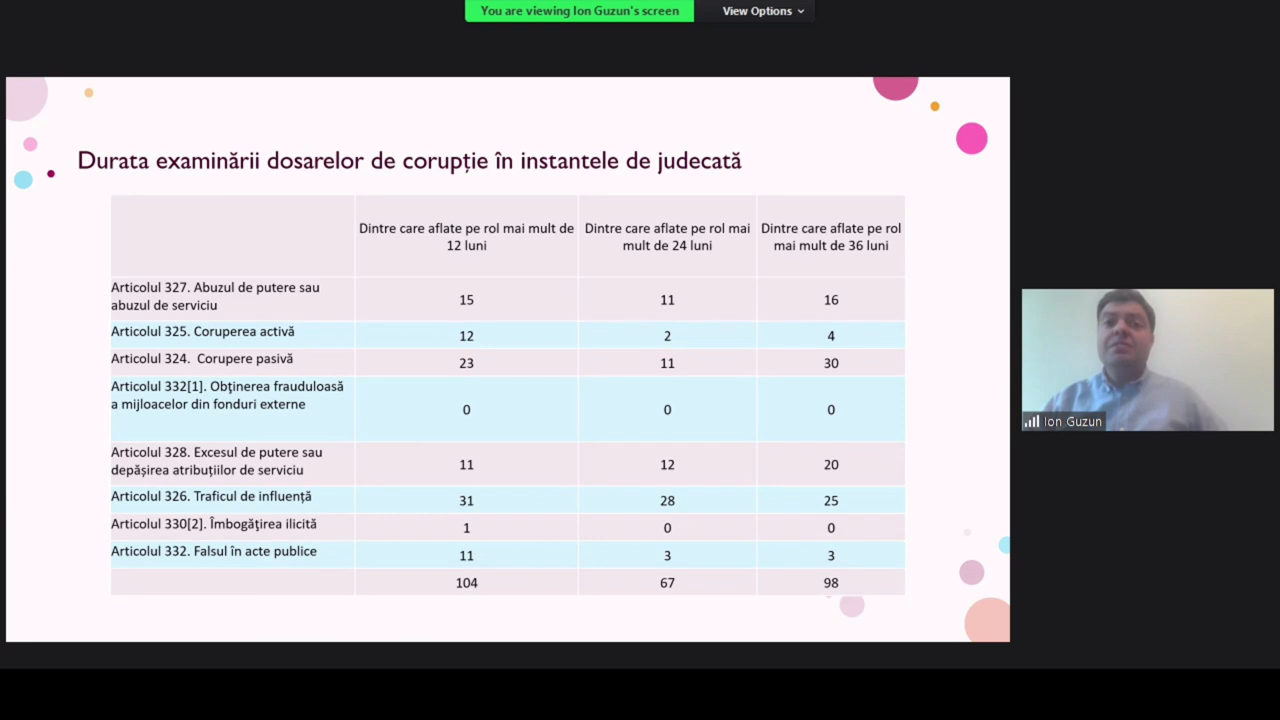 You are viewing Ion Guzun's screen
View Options
Durata examinării dosarelor de corupție în instantele de judecată
Dintre care aflate pe rol mai mult de
12 luni
Dintre care aflate pe rol mai
mult de 24 luni
Dintre care aflate pe rol
mai mult de 36 luni
Articolul 327. Abuzul de putere sau
abuzul de serviciu
15
11
16
Articolul 325. Coruperea activă
12
2
4
Articolul 324. Corupere pasivă
23
11
30
Articolul 332[1]. Obţinerea frauduloasă
a mijloacelor din fonduri externe
0
0
0
Articolul 328. Excesul de putere sau
depășirea atribuțiilor de serviciu
11
12
20
Articolul 326. Traficul de influență
31
28
25
Articolul 330[2]. Îmbogăţirea ilicită
1
0
0
Articolul 332. Falsul în acte publice
11
3
3
104
67
98
Ion Guzun